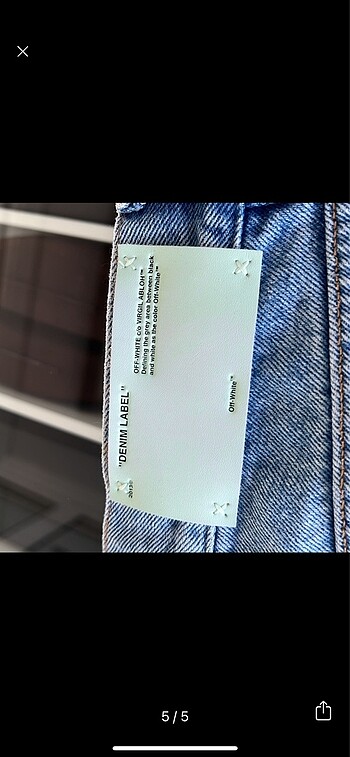 OFF-WHITE c/o VIRGIL ABLOH™
Defining the grey area between black
and white as the color Off-White™
"DENIM LABEL"
Off-White™
5/5